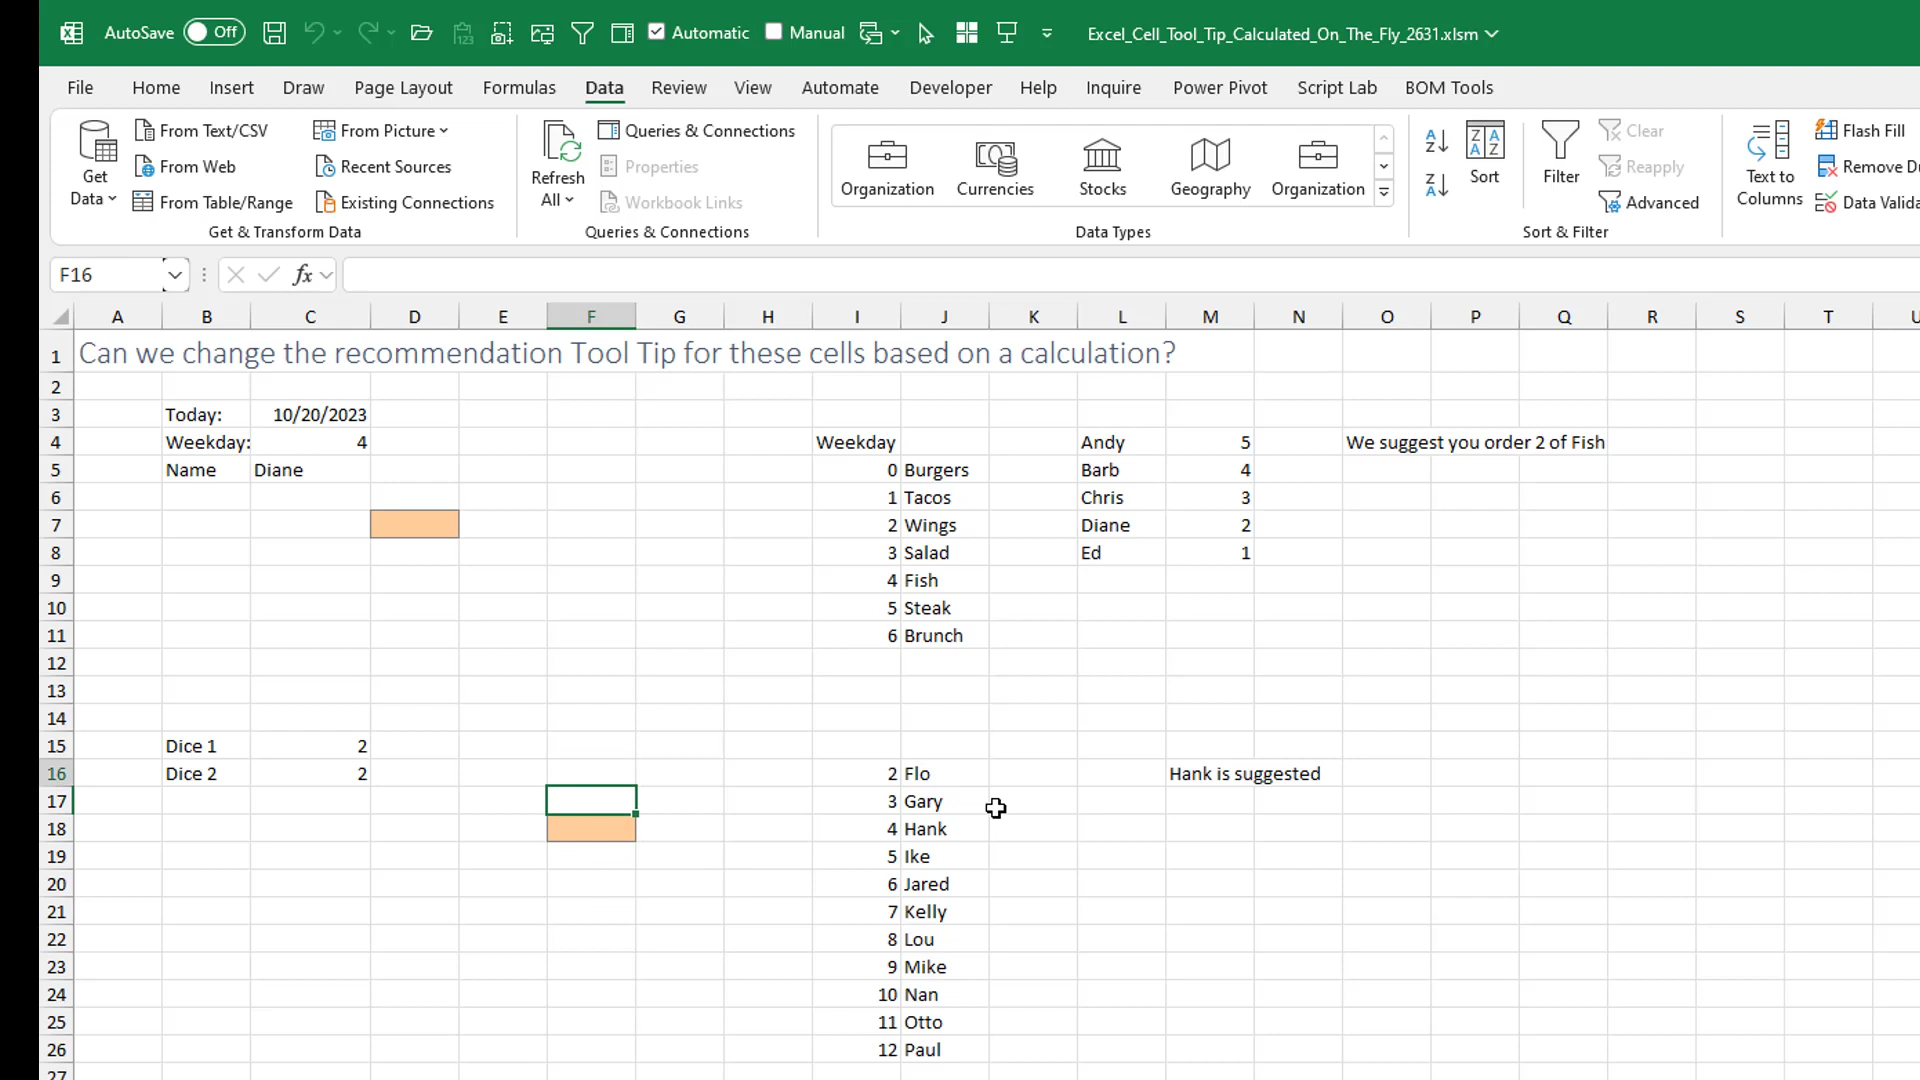 AutoSave Off Automatic Manual Excel_Cell_Tool_Tip_Calculated_On_The_Fly_2631.xlsm
File Home Insert Draw Page Layout Formulas Data Review View Automate Developer Help Inquire Power Pivot Script Lab BOM Tools
Get Data
From Text/CSV
From Web
From Table/Range
From Picture
Recent Sources
Existing Connections
Get & Transform Data
Refresh All
Queries & Connections
Properties
Workbook Links
Queries & Connections
Organization Currencies Stocks Geography Organization
Data Types
Sort
Filter
Clear
Reapply
Advanced
Sort & Filter
Text to Columns
Flash Fill
Remove Du
Data Valida
F16 fx
A B C D E F G H I J K L M N O P Q R S T U
1 Can we change the recommendation Tool Tip for these cells based on a calculation?
2
3 Today: 10/20/2023
4 Weekday: 4 Weekday Andy 5 We suggest you order 2 of Fish
5 Name Diane 0 Burgers Barb 4
6 1 Tacos Chris 3
7 2 Wings Diane 2
8 3 Salad Ed 1
9 4 Fish
10 5 Steak
11 6 Brunch
12
13
14
15 Dice 1 2
16 Dice 2 2 2 Flo Hank is suggested
17 3 Gary
18 4 Hank
19 5 Ike
20 6 Jared
21 7 Kelly
22 8 Lou
23 9 Mike
24 10 Nan
25 11 Otto
26 12 Paul
27